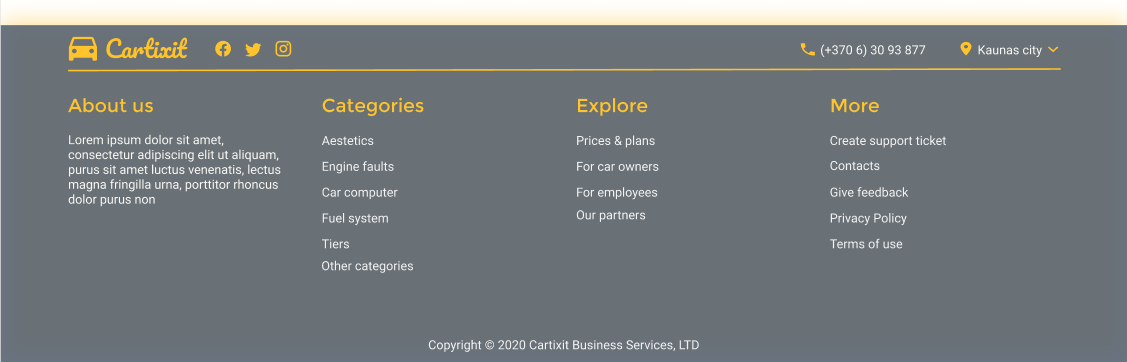 Cartixit
(+370 6) 30 93 877
Kaunas city
About us
Lorem ipsum dolor sit amet,
consectetur adipiscing elit ut aliquam,
purus sit amet luctus venenatis, lectus
magna fringilla urna, porttitor rhoncus
dolor purus non
Categories
Aestetics
Engine faults
Car computer
Fuel system
Tiers
Other categories
Explore
Prices & plans
For car owners
For employees
Our partners
More
Create support ticket
Contacts
Give feedback
Privacy Policy
Terms of use
Copyright © 2020 Cartixit Business Services, LTD